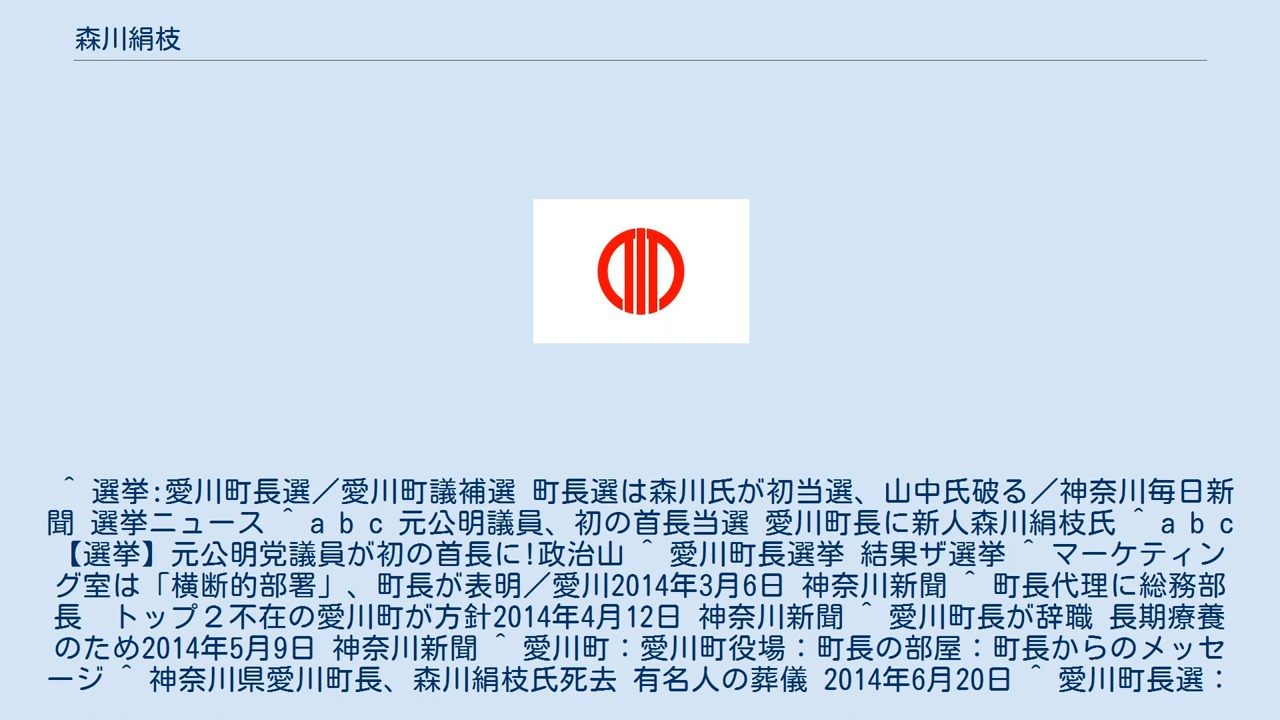 森川絹枝
^ 選挙:愛川町長選／愛川町議補選 町長選は森川氏が初当選、山中氏破る／神奈川毎日新
聞 選挙ニュース ^ a b c 元公明議員、初の首長当選 愛川町長に新人森川絹枝氏 ^ a b c
【選挙】元公明党議員が初の首長に!政治山 ^ 愛川町長選挙 結果ザ選挙 ^ マーケティン
グ室は「横断的部署」、町長が表明／愛川2014年3月6日 神奈川新聞 ^ 町長代理に総務部
長　トップ２不在の愛川町が方針2014年4月12日 神奈川新聞 ^ 愛川町長が辞職 長期療養
のため2014年5月9日 神奈川新聞 ^ 愛川町：愛川町役場：町長の部屋：町長からのメッセ
ージ ^ 神奈川県愛川町長、森川絹枝氏死去 有名人の葬儀 2014年6月20日 ^ 愛川町長選：